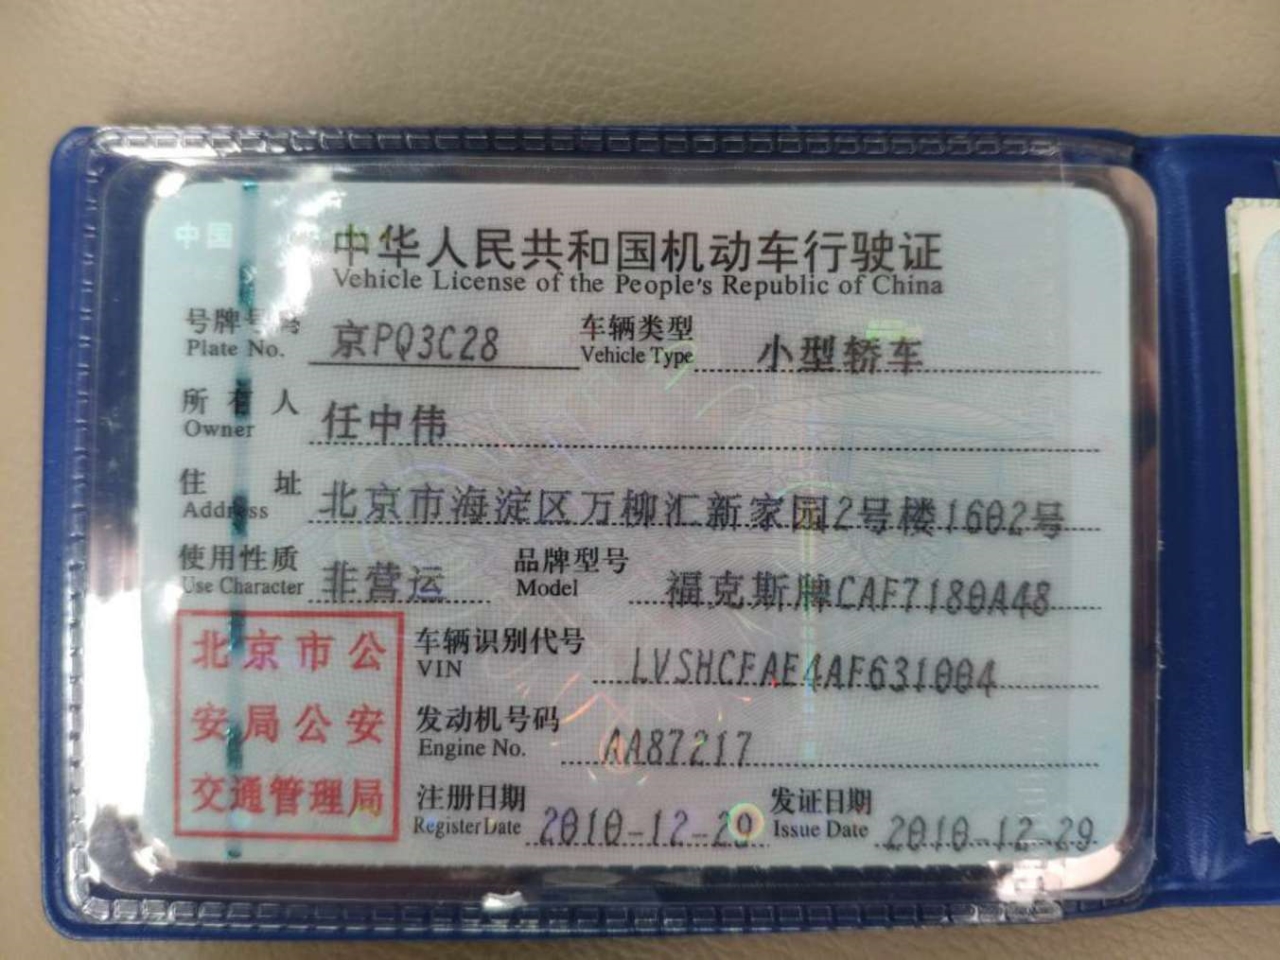 中国
中华人民共和国机动车行驶证
Vehicle License of the People's Republic of China
号牌号码 京PQ3C28 车辆类型 小型轿车
Plate No. Vehicle Type
所有人 任中伟
Owner
住址 北京市海淀区万柳汇新家园2号楼1602号
Address
使用性质 非营运 品牌型号 福克斯牌CAF7180A48
Use Character Model
北京市公
安局公安
交通管理局
车辆识别代号 LVSHCFAE4AF631004
VIN
发动机号码 AA87217
Engine No.
注册日期 2010-12-29 发证日期 2010-12-29
Register Date Issue Date